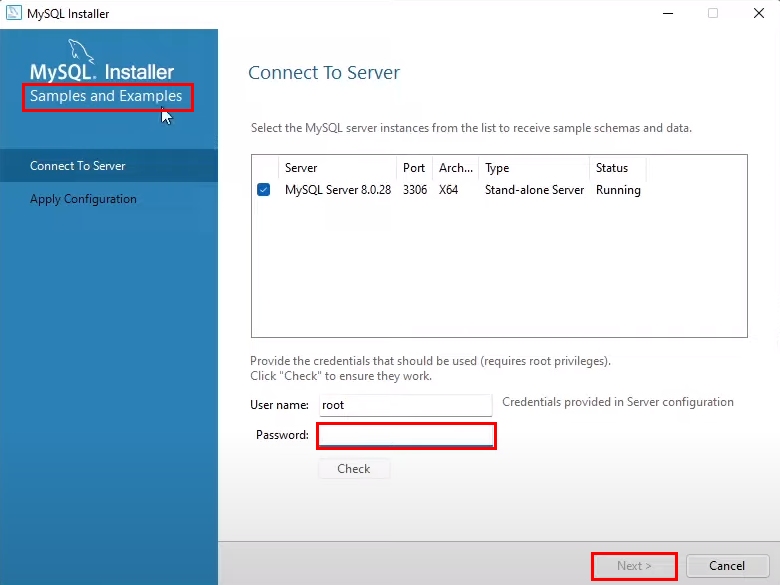 MySQL Installer
MySQL. Installer
Samples and Examples
Connect To Server
Apply Configuration
Connect To Server
Select the MySQL server instances from the list to receive sample schemas and data.
Server Port Arch... Type Status
MySQL Server 8.0.28 3306 X64 Stand-alone Server Running
Provide the credentials that should be used (requires root privileges).
Click "Check" to ensure they work.
User name: root Credentials provided in Server configuration
Password:
Check
Next > Cancel